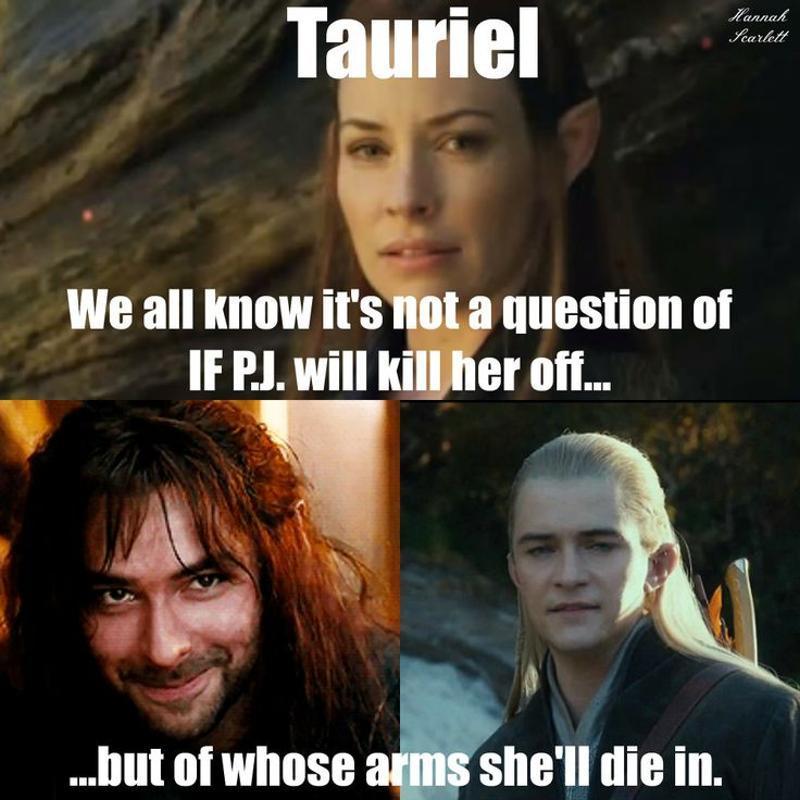 Tauriel
Hannah
Scarlett
We all know it's not a question of
IF P.J. will kill her off...
...but of whose arms she'll die in.